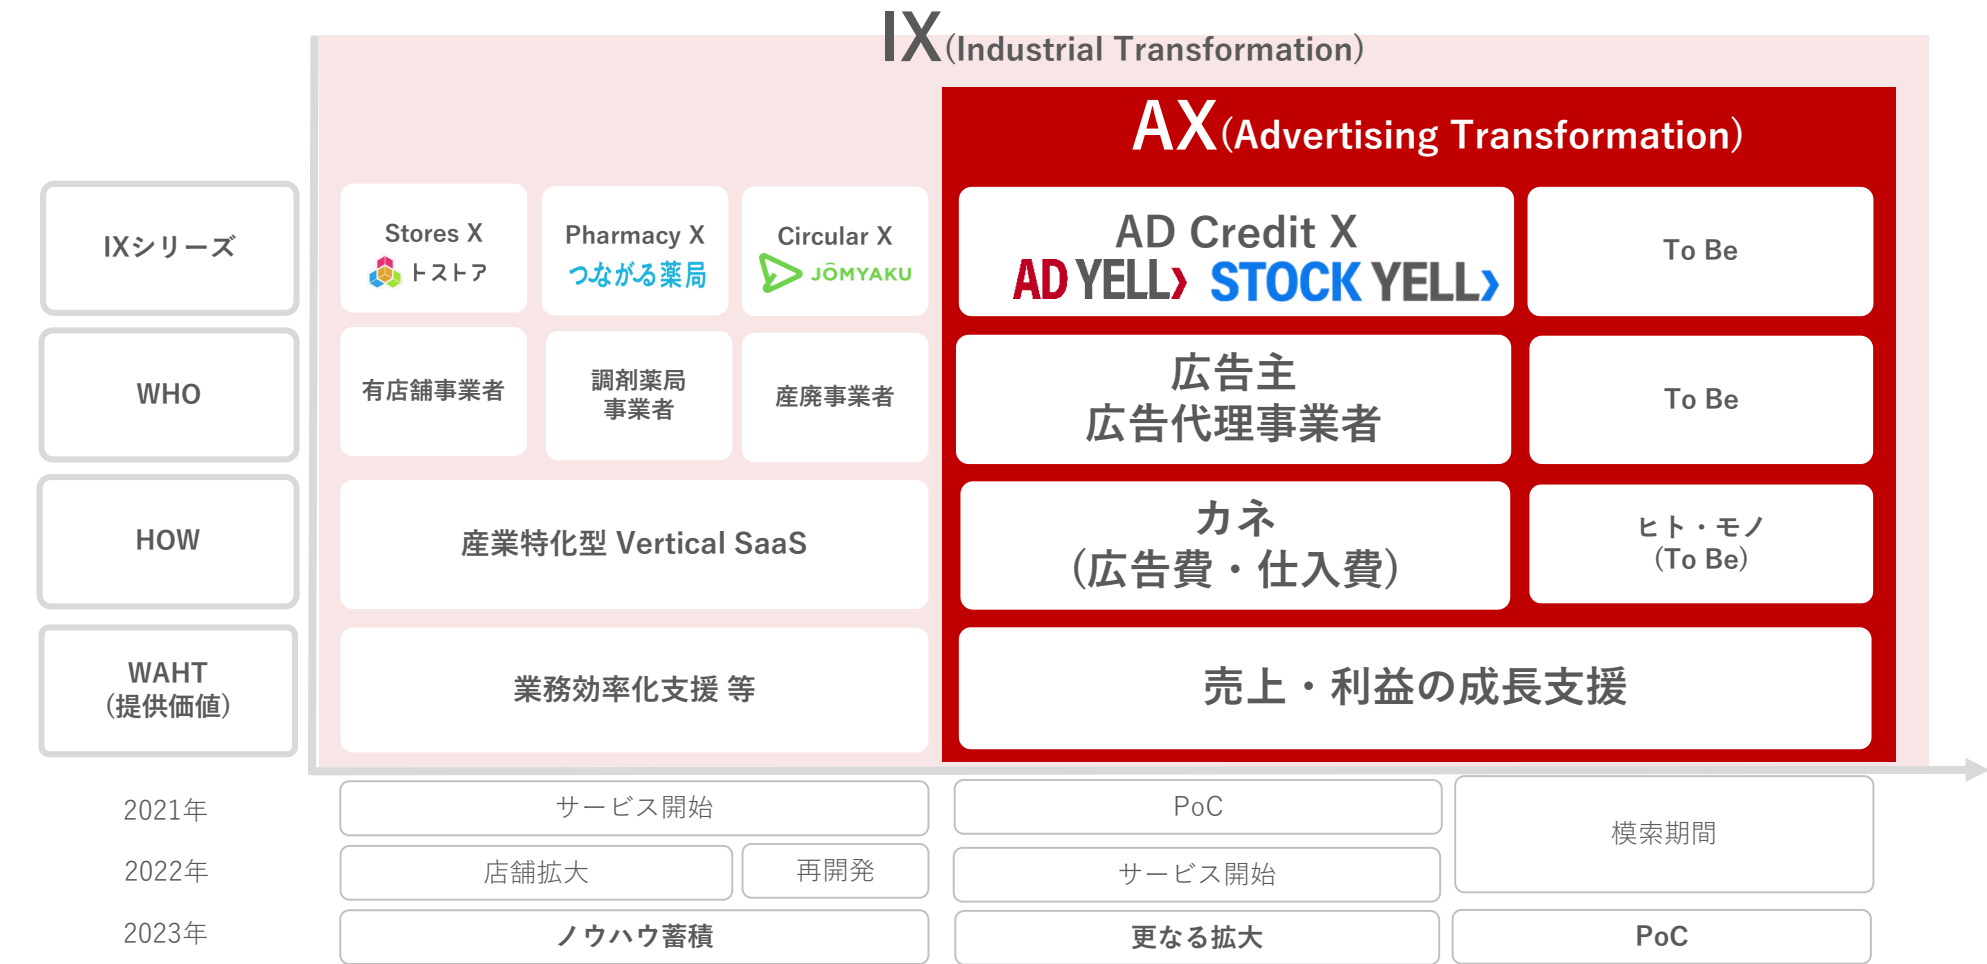 IX(Industrial Transformation)
AX(Advertising Transformation)
IXシリーズ
Stores X
トストア
Pharmacy X
つながる薬局
Circular X
JŌMYAKU
AD Credit X
AD YELL STOCK YELL
To Be
WHO
有店舗事業者
調剤薬局
事業者
産廃事業者
広告主
広告代理事業者
To Be
HOW
産業特化型 Vertical SaaS
カネ
(広告費・仕入費)
ヒト・モノ
(To Be)
WAHT
(提供価値)
業務効率化支援 等
売上・利益の成長支援
2021年
サービス開始
PoC
模索期間
2022年
店舗拡大
再開発
サービス開始
2023年
ノウハウ蓄積
更なる拡大
PoC